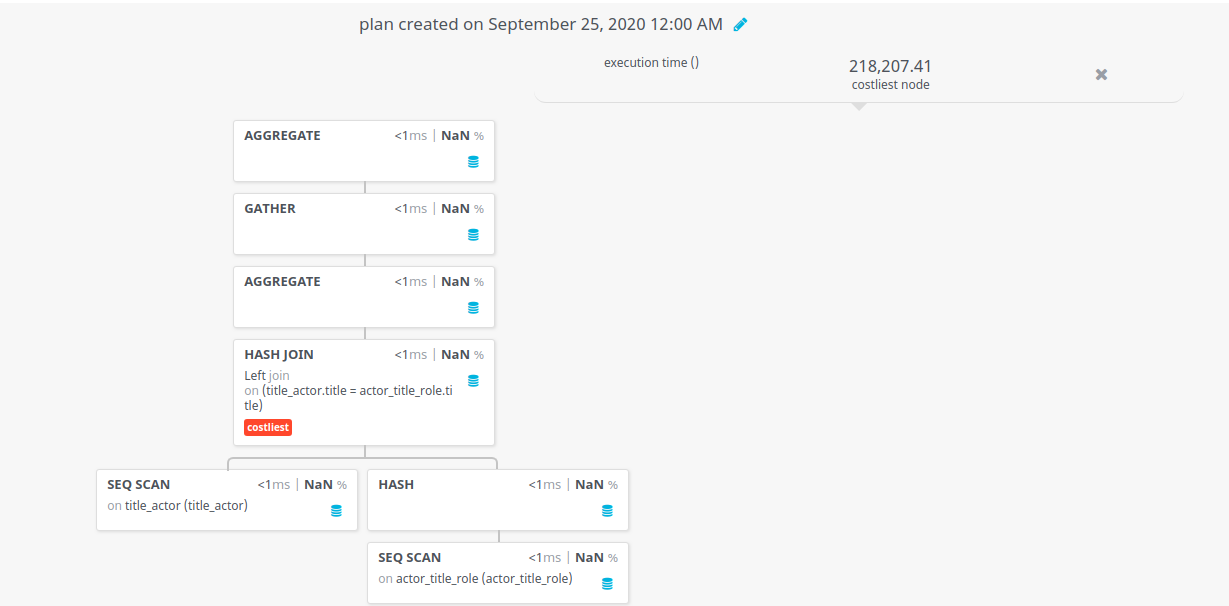 plan created on September 25, 2020 12:00 AM
execution time ()
218,207.41
costliest node
AGGREGATE <1ms | NaN %
GATHER <1ms | NaN %
AGGREGATE <1ms | NaN %
HASH JOIN <1ms | NaN %
Left join
on (title_actor.title = actor_title_role.ti
tle)
costliest
SEQ SCAN <1ms | NaN %
on title_actor (title_actor)
HASH <1ms | NaN %
SEQ SCAN <1ms | NaN %
on actor_title_role (actor_title_role)